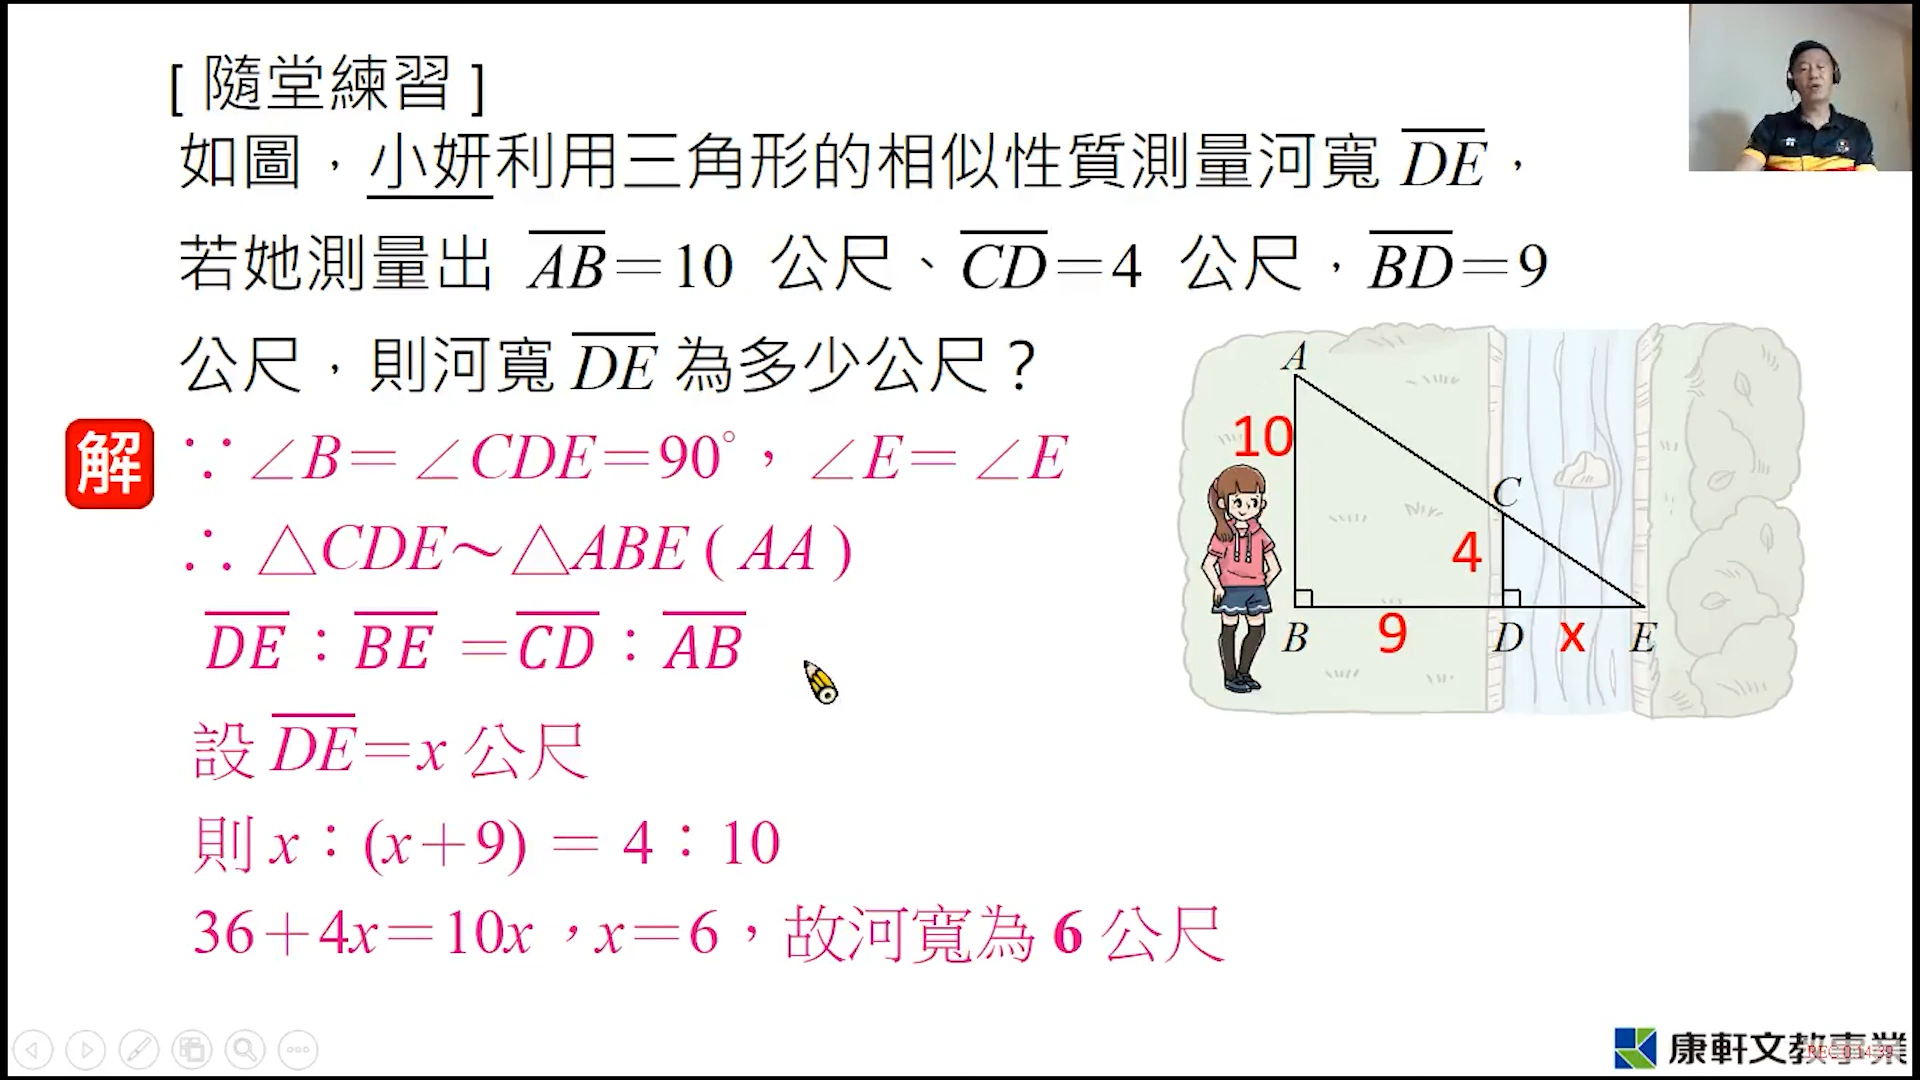 [ 隨堂練習 ]
如圖，小妍利用三角形的相似性質測量河寬 DE，
若她測量出 AB＝10 公尺、CD＝4 公尺，BD＝9
公尺，則河寬 DE 為多少公尺？
解 ∵ ∠B＝∠CDE＝90°，∠E＝∠E
∴ △CDE～△ABE ( AA )
DE：BE ＝CD：AB
設 DE＝x 公尺
則 x：(x＋9) ＝ 4：10
36＋4x＝10x，x＝6，故河寬為 6 公尺
A
10
C
4
B 9 D x E
康軒文教事業
REC 0:14:39